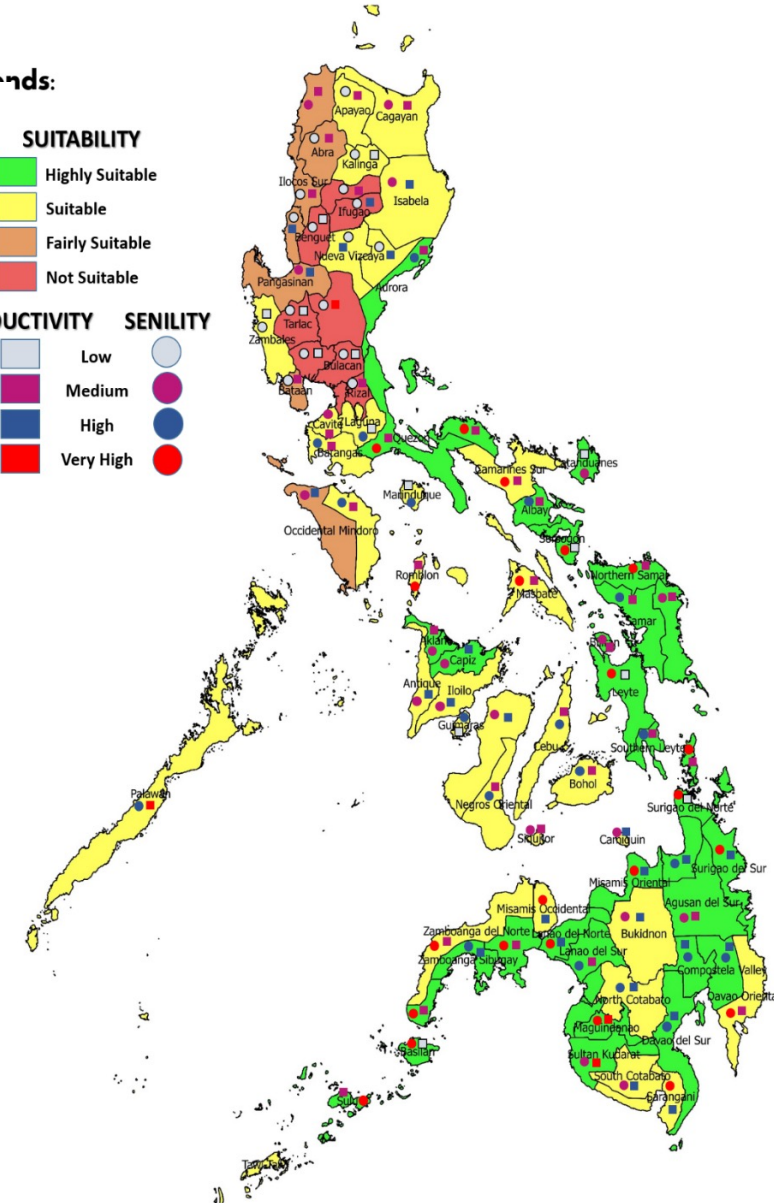 ends:
SUITABILITY
Highly Suitable
Suitable
Fairly Suitable
Not Suitable
DUCTIVITY SENILITY
Low
Medium
High
Very High
Apayao
Cagayan
Abra
Kalinga
Ilocos Sur
Isabela
Ifugao
Benguet
Nueva Vizcaya
Pangasinan
Aurora
Tarlac
Zambales
Bulacan
Bataan
Rizal
Cavite
Laguna
Quezon
Batangas
Camarines Sur
Catanduanes
Marinduque
Albay
Occidental Mindoro
Sorsogon
Romblon
Northern Samar
Masbate
Samar
Aklan
Biliran
Capiz
Antique
Iloilo
Leyte
Guimaras
Cebu
Southern Leyte
Bohol
Palawan
Negros Oriental
Surigao del Norte
Siquijor
Camiguin
Surigao del Sur
Misamis Oriental
Misamis Occidental
Agusan del Sur
Zamboanga del Norte
Lanao del Norte
Bukidnon
Lanao del Sur
Zamboanga Sibugay
Compostela Valley
North Cotabato
Davao Orienta
Maguindanao
Davao del Sur
Basilan
Sultan Kudarat
South Cotabato
Sarangani
Sulu
Tawi-Tawi